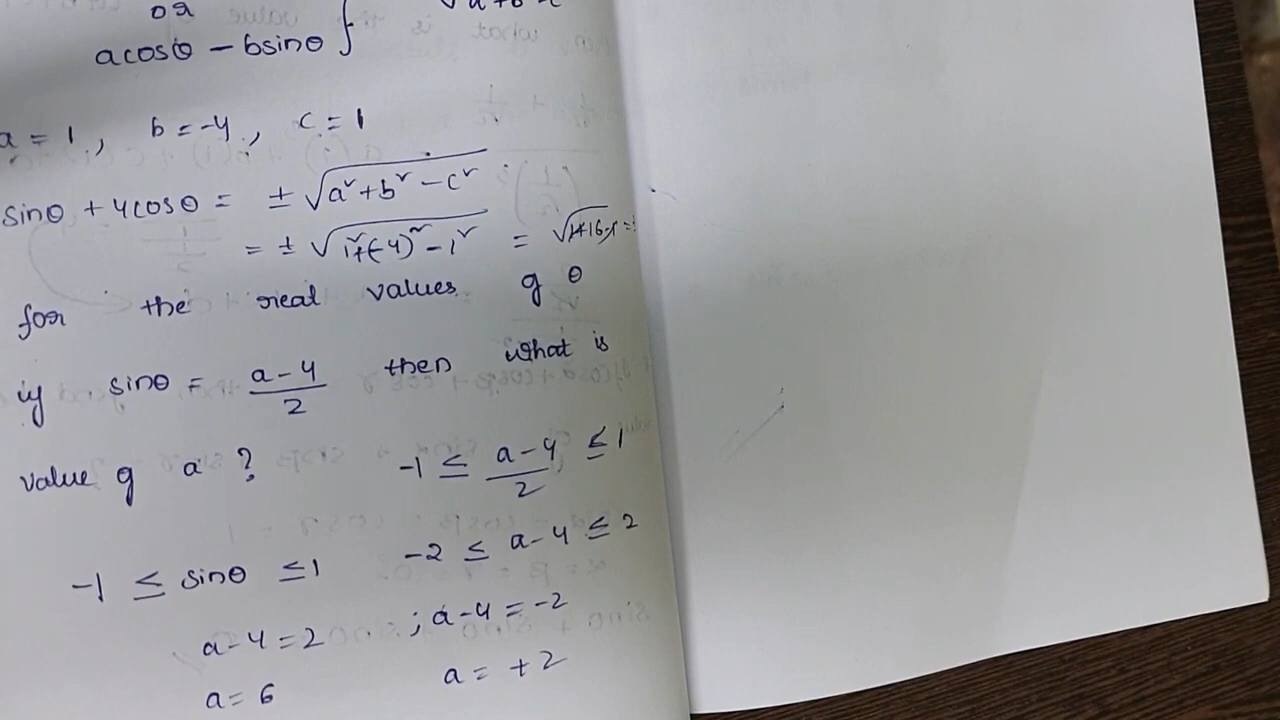 or
acosθ − bsinθ }
a = 1, b = -4, c = 1
sinθ + 4cosθ = ± √a²+b²-c²
= ± √1²+(-4)²-1² = √1+16-1 =
for the real values of θ
if sinθ = a-4/2 then what is
value of a ? -1 ≤ a-4/2 ≤ 1
-1 ≤ sinθ ≤ 1 -2 ≤ a-4 ≤ 2
a-4 = 2 ; a-4 = -2
a = 6 a = +2